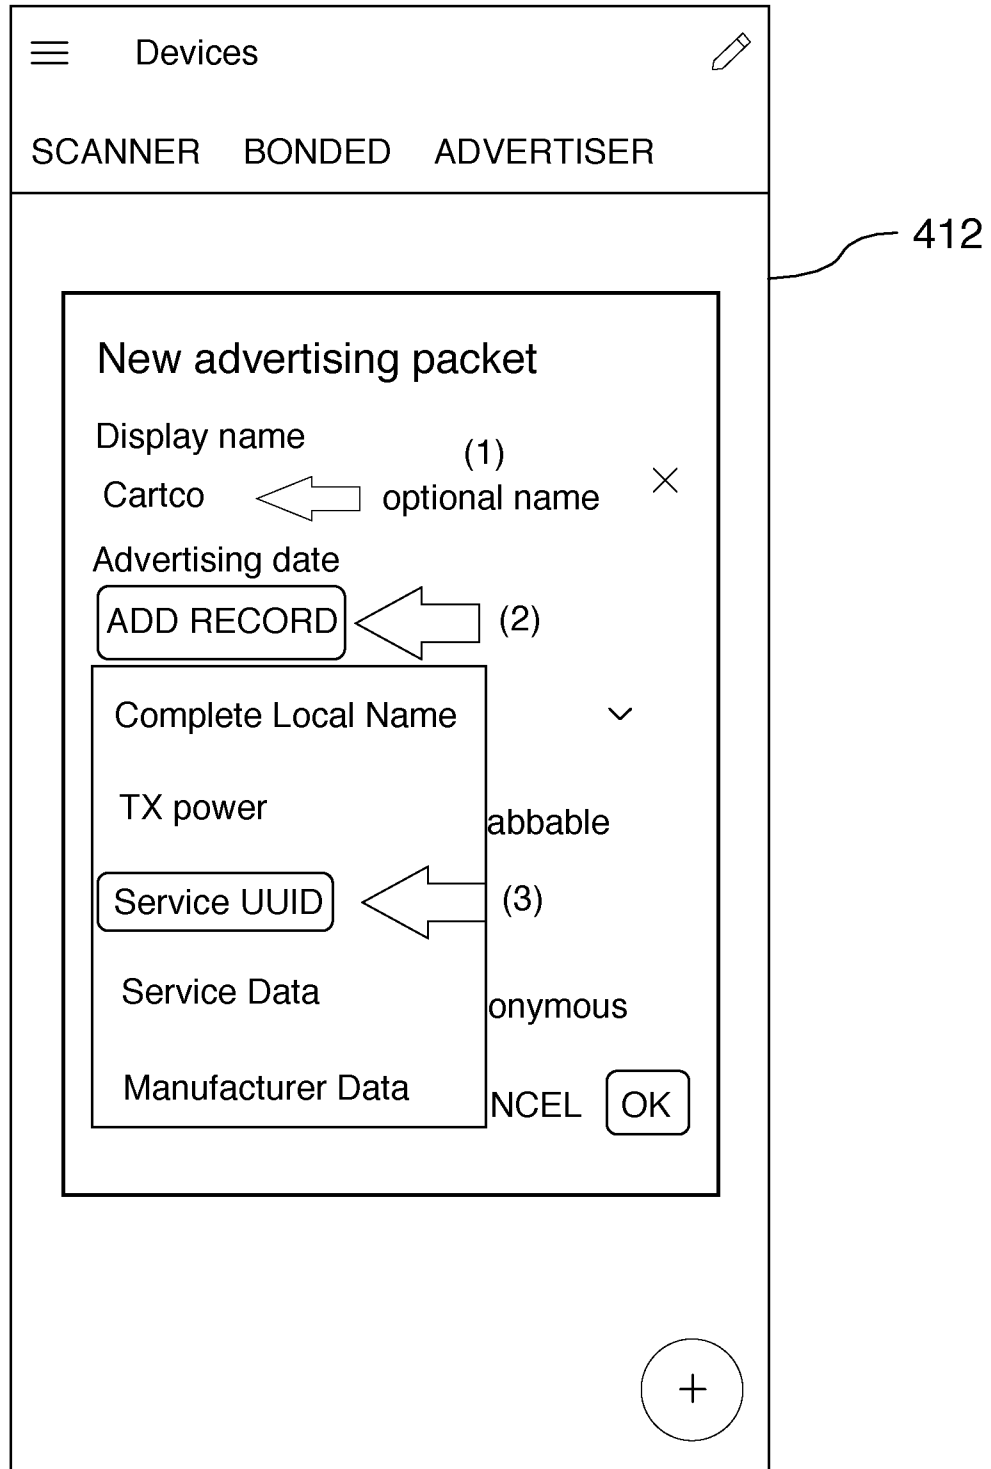 Devices
SCANNER BONDED ADVERTISER
412
New advertising packet
Display name
(1)
Cartco optional name
Advertising date
ADD RECORD (2)
Complete Local Name
TX power
abbable
Service UUID (3)
Service Data
onymous
Manufacturer Data
NCEL OK